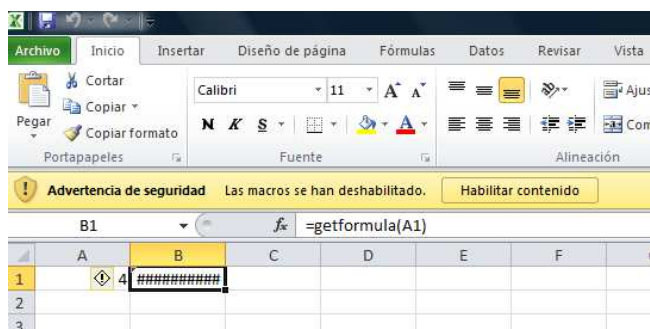 Archivo Inicio Insertar Diseño de página Fórmulas Datos Revisar Vista
Pegar
Cortar
Copiar
Copiar formato
Portapapeles
Calibri 11 A A
N K S A
Fuente
Ajus
Com
Alineación
Advertencia de seguridad Las macros se han deshabilitado. Habilitar contenido
B1 fx =getformula(A1)
A B C D E F
1 4 ##########
2
3